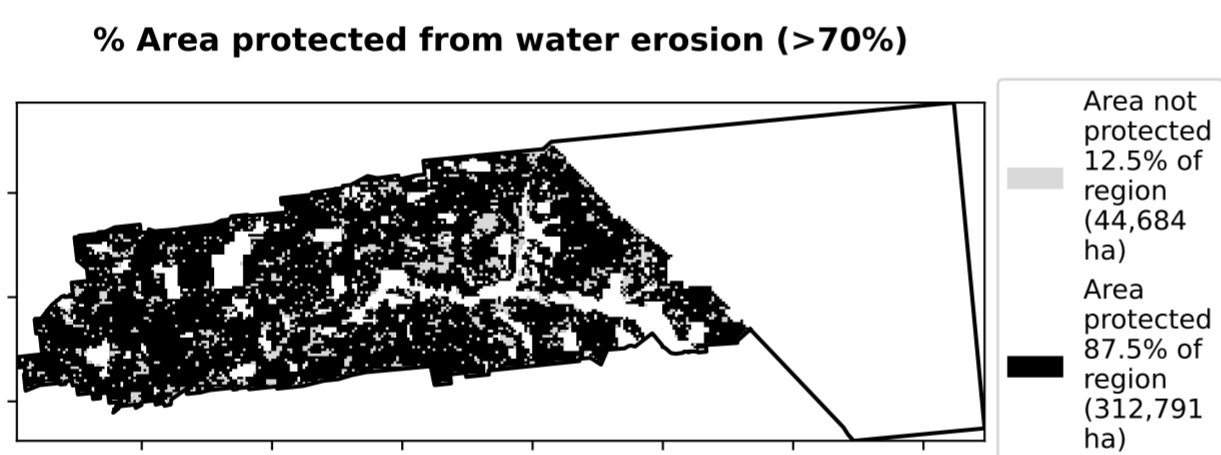 % Area protected from water erosion (>70%)
Area not
protected
12.5% of
region
(44,684
ha)
Area
protected
87.5% of
region
(312,791
ha)